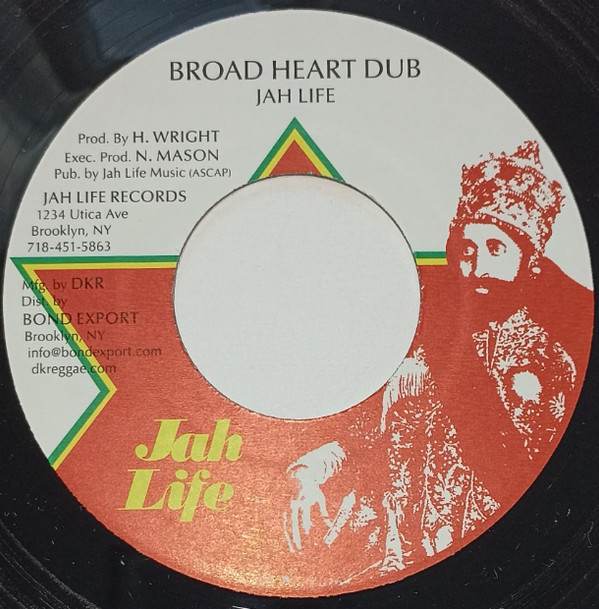 BROAD HEART DUB
JAH LIFE
Prod. By H. WRIGHT
Exec. Prod. N. MASON
Pub. by Jah Life Music (ASCAP)
JAH LIFE RECORDS
1234 Utica Ave
Brooklyn, NY
718-451-5863
Mfg. by DKR
Dist. by
BOND EXPORT
Brooklyn, NY
info@bondexport.com
dkreggae.com
Jah
Life